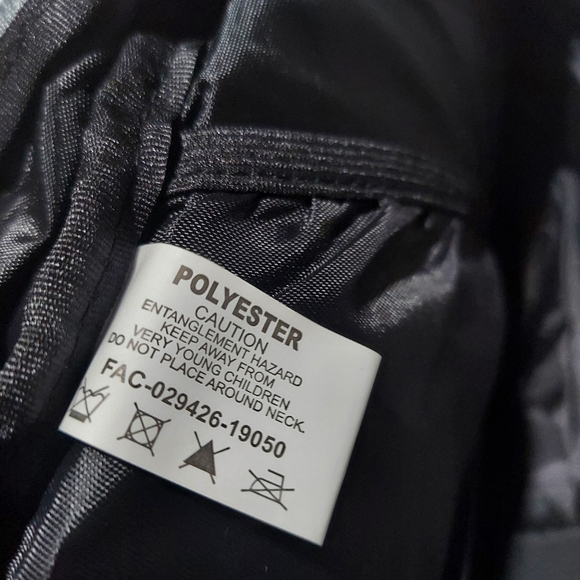 POLYESTER
CAUTION
ENTANGLEMENT HAZARD
KEEP AWAY FROM
VERY YOUNG CHILDREN
DO NOT PLACE AROUND NECK.
FAC-029426-19050